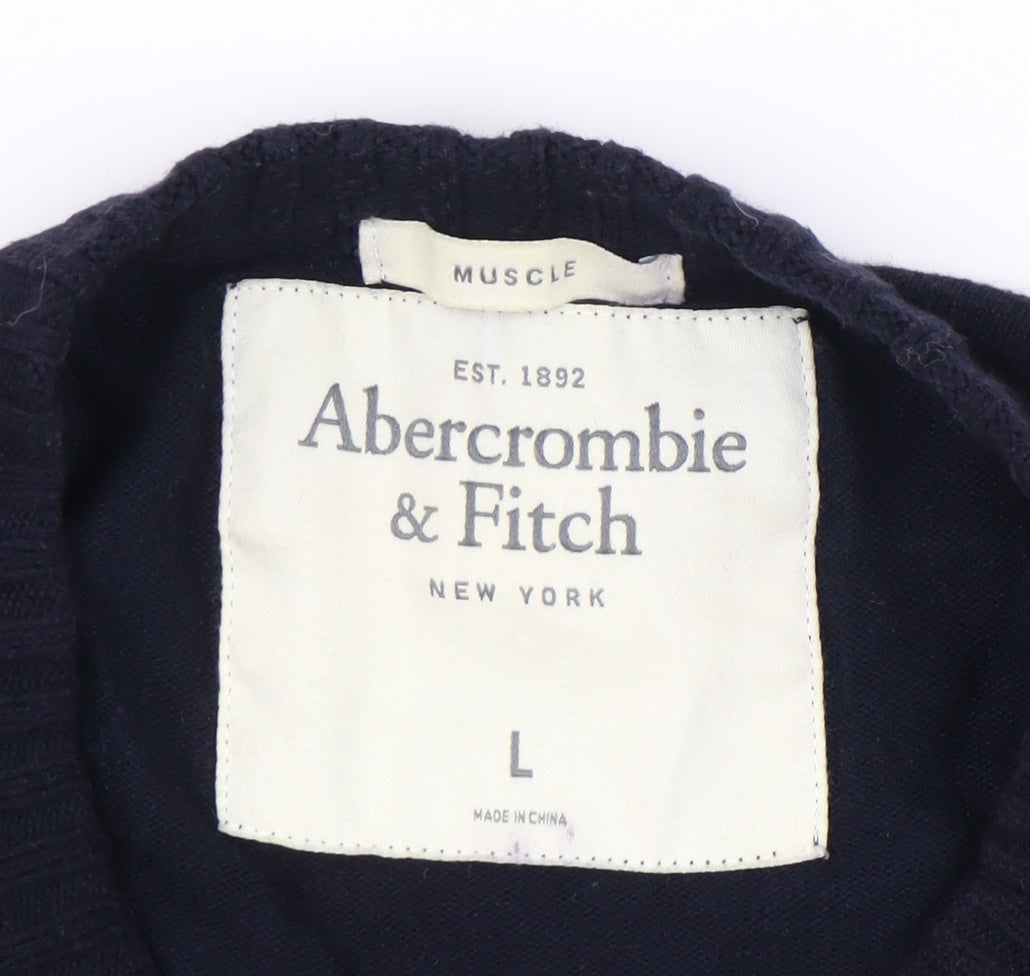 MUSCLE
EST. 1892
Abercrombie
& Fitch
NEW YORK
L
MADE IN CHINA